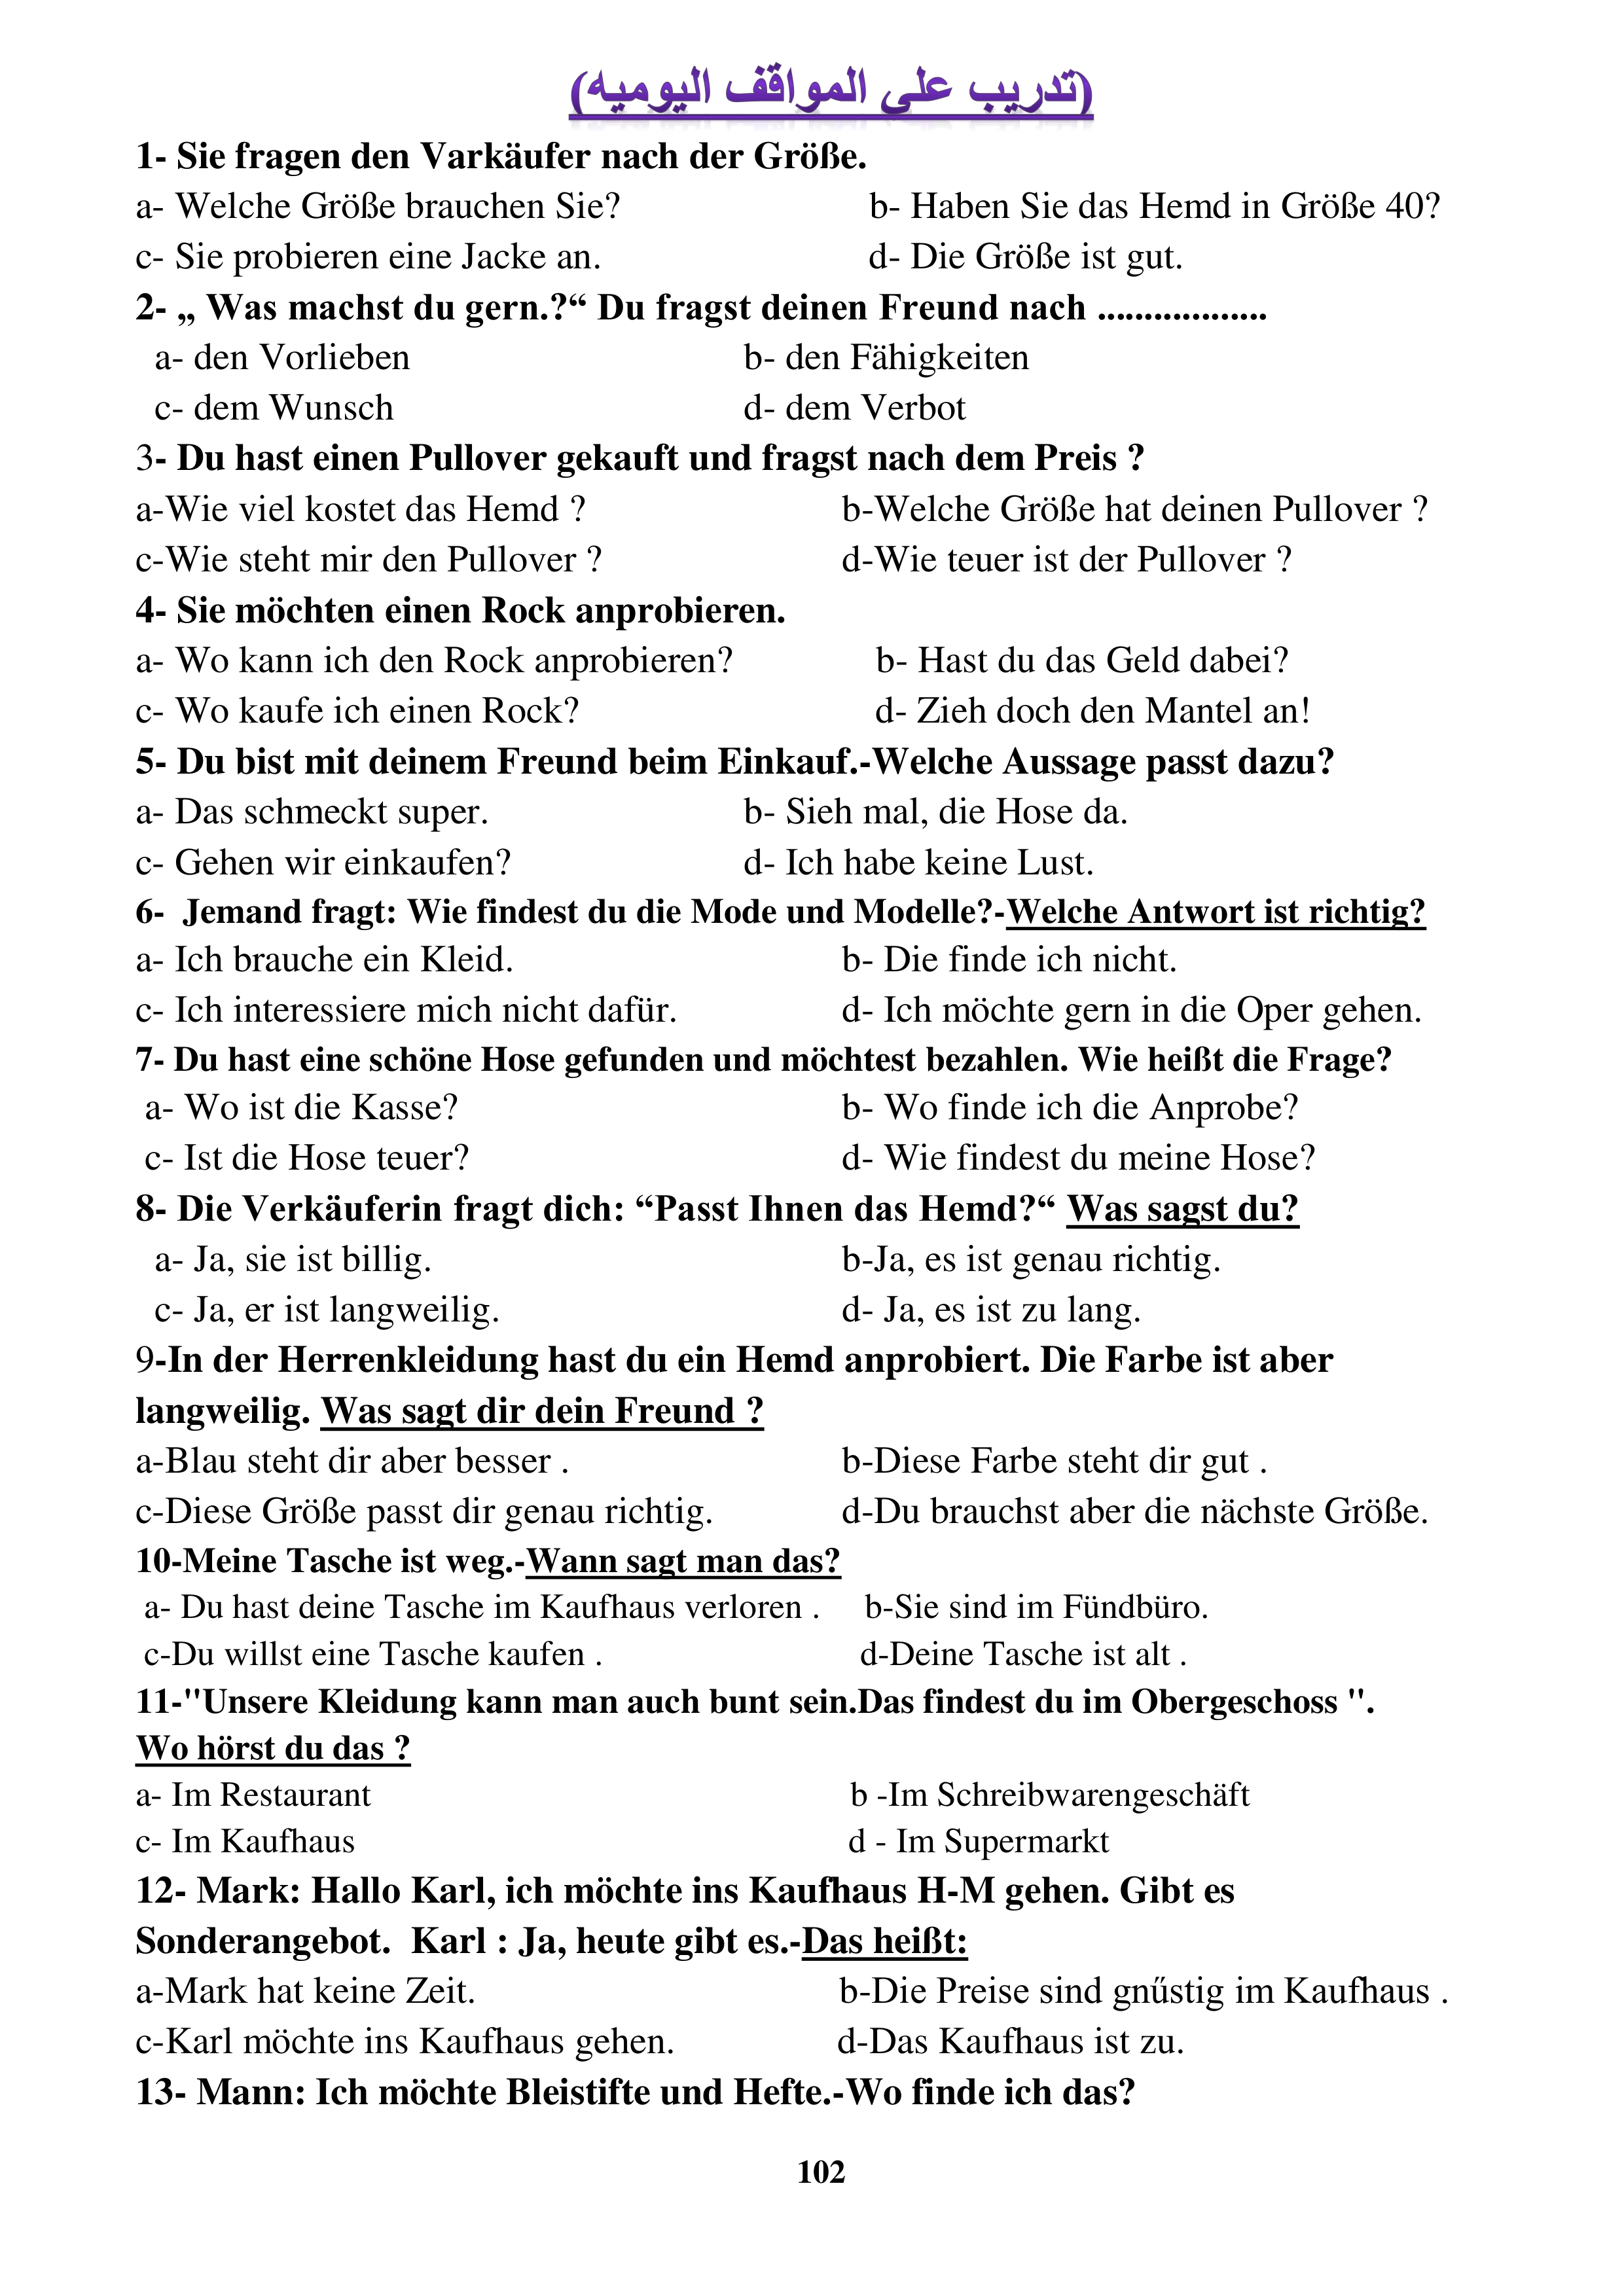 (تدريب على المواقف اليوميه)
1- Sie fragen den Varkäufer nach der Größe.
a- Welche Größe brauchen Sie? b- Haben Sie das Hemd in Größe 40?
c- Sie probieren eine Jacke an. d- Die Größe ist gut.
2- „ Was machst du gern.?“ Du fragst deinen Freund nach ..................
a- den Vorlieben b- den Fähigkeiten
c- dem Wunsch d- dem Verbot
3- Du hast einen Pullover gekauft und fragst nach dem Preis ?
a-Wie viel kostet das Hemd ? b-Welche Größe hat deinen Pullover ?
c-Wie steht mir den Pullover ? d-Wie teuer ist der Pullover ?
4- Sie möchten einen Rock anprobieren.
a- Wo kann ich den Rock anprobieren? b- Hast du das Geld dabei?
c- Wo kaufe ich einen Rock? d- Zieh doch den Mantel an!
5- Du bist mit deinem Freund beim Einkauf.-Welche Aussage passt dazu?
a- Das schmeckt super. b- Sieh mal, die Hose da.
c- Gehen wir einkaufen? d- Ich habe keine Lust.
6- Jemand fragt: Wie findest du die Mode und Modelle?-Welche Antwort ist richtig?
a- Ich brauche ein Kleid. b- Die finde ich nicht.
c- Ich interessiere mich nicht dafür. d- Ich möchte gern in die Oper gehen.
7- Du hast eine schöne Hose gefunden und möchtest bezahlen. Wie heißt die Frage?
a- Wo ist die Kasse? b- Wo finde ich die Anprobe?
c- Ist die Hose teuer? d- Wie findest du meine Hose?
8- Die Verkäuferin fragt dich: “Passt Ihnen das Hemd?“ Was sagst du?
a- Ja, sie ist billig. b-Ja, es ist genau richtig.
c- Ja, er ist langweilig. d- Ja, es ist zu lang.
9-In der Herrenkleidung hast du ein Hemd anprobiert. Die Farbe ist aber
langweilig. Was sagt dir dein Freund ?
a-Blau steht dir aber besser . b-Diese Farbe steht dir gut .
c-Diese Größe passt dir genau richtig. d-Du brauchst aber die nächste Größe.
10-Meine Tasche ist weg.-Wann sagt man das?
a- Du hast deine Tasche im Kaufhaus verloren . b-Sie sind im Fündbüro.
c-Du willst eine Tasche kaufen . d-Deine Tasche ist alt .
11-"Unsere Kleidung kann man auch bunt sein.Das findest du im Obergeschoss ".
Wo hörst du das ?
a- Im Restaurant b -Im Schreibwarengeschäft
c- Im Kaufhaus d - Im Supermarkt
12- Mark: Hallo Karl, ich möchte ins Kaufhaus H-M gehen. Gibt es
Sonderangebot. Karl : Ja, heute gibt es.-Das heißt:
a-Mark hat keine Zeit. b-Die Preise sind gnűstig im Kaufhaus .
c-Karl möchte ins Kaufhaus gehen. d-Das Kaufhaus ist zu.
13- Mann: Ich möchte Bleistifte und Hefte.-Wo finde ich das?
102